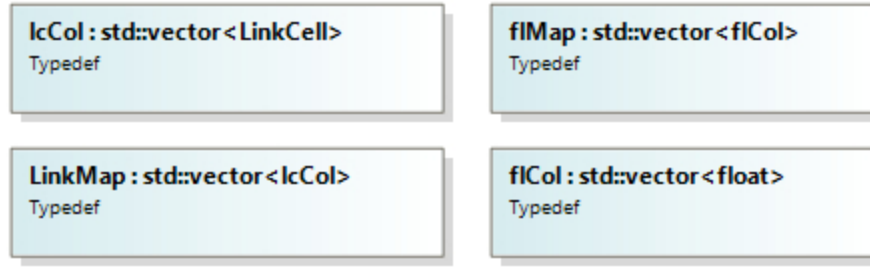 lcCol : std::vector<LinkCell>
Typedef
flMap : std::vector<flCol>
Typedef
LinkMap : std::vector<lcCol>
Typedef
flCol : std::vector<float>
Typedef